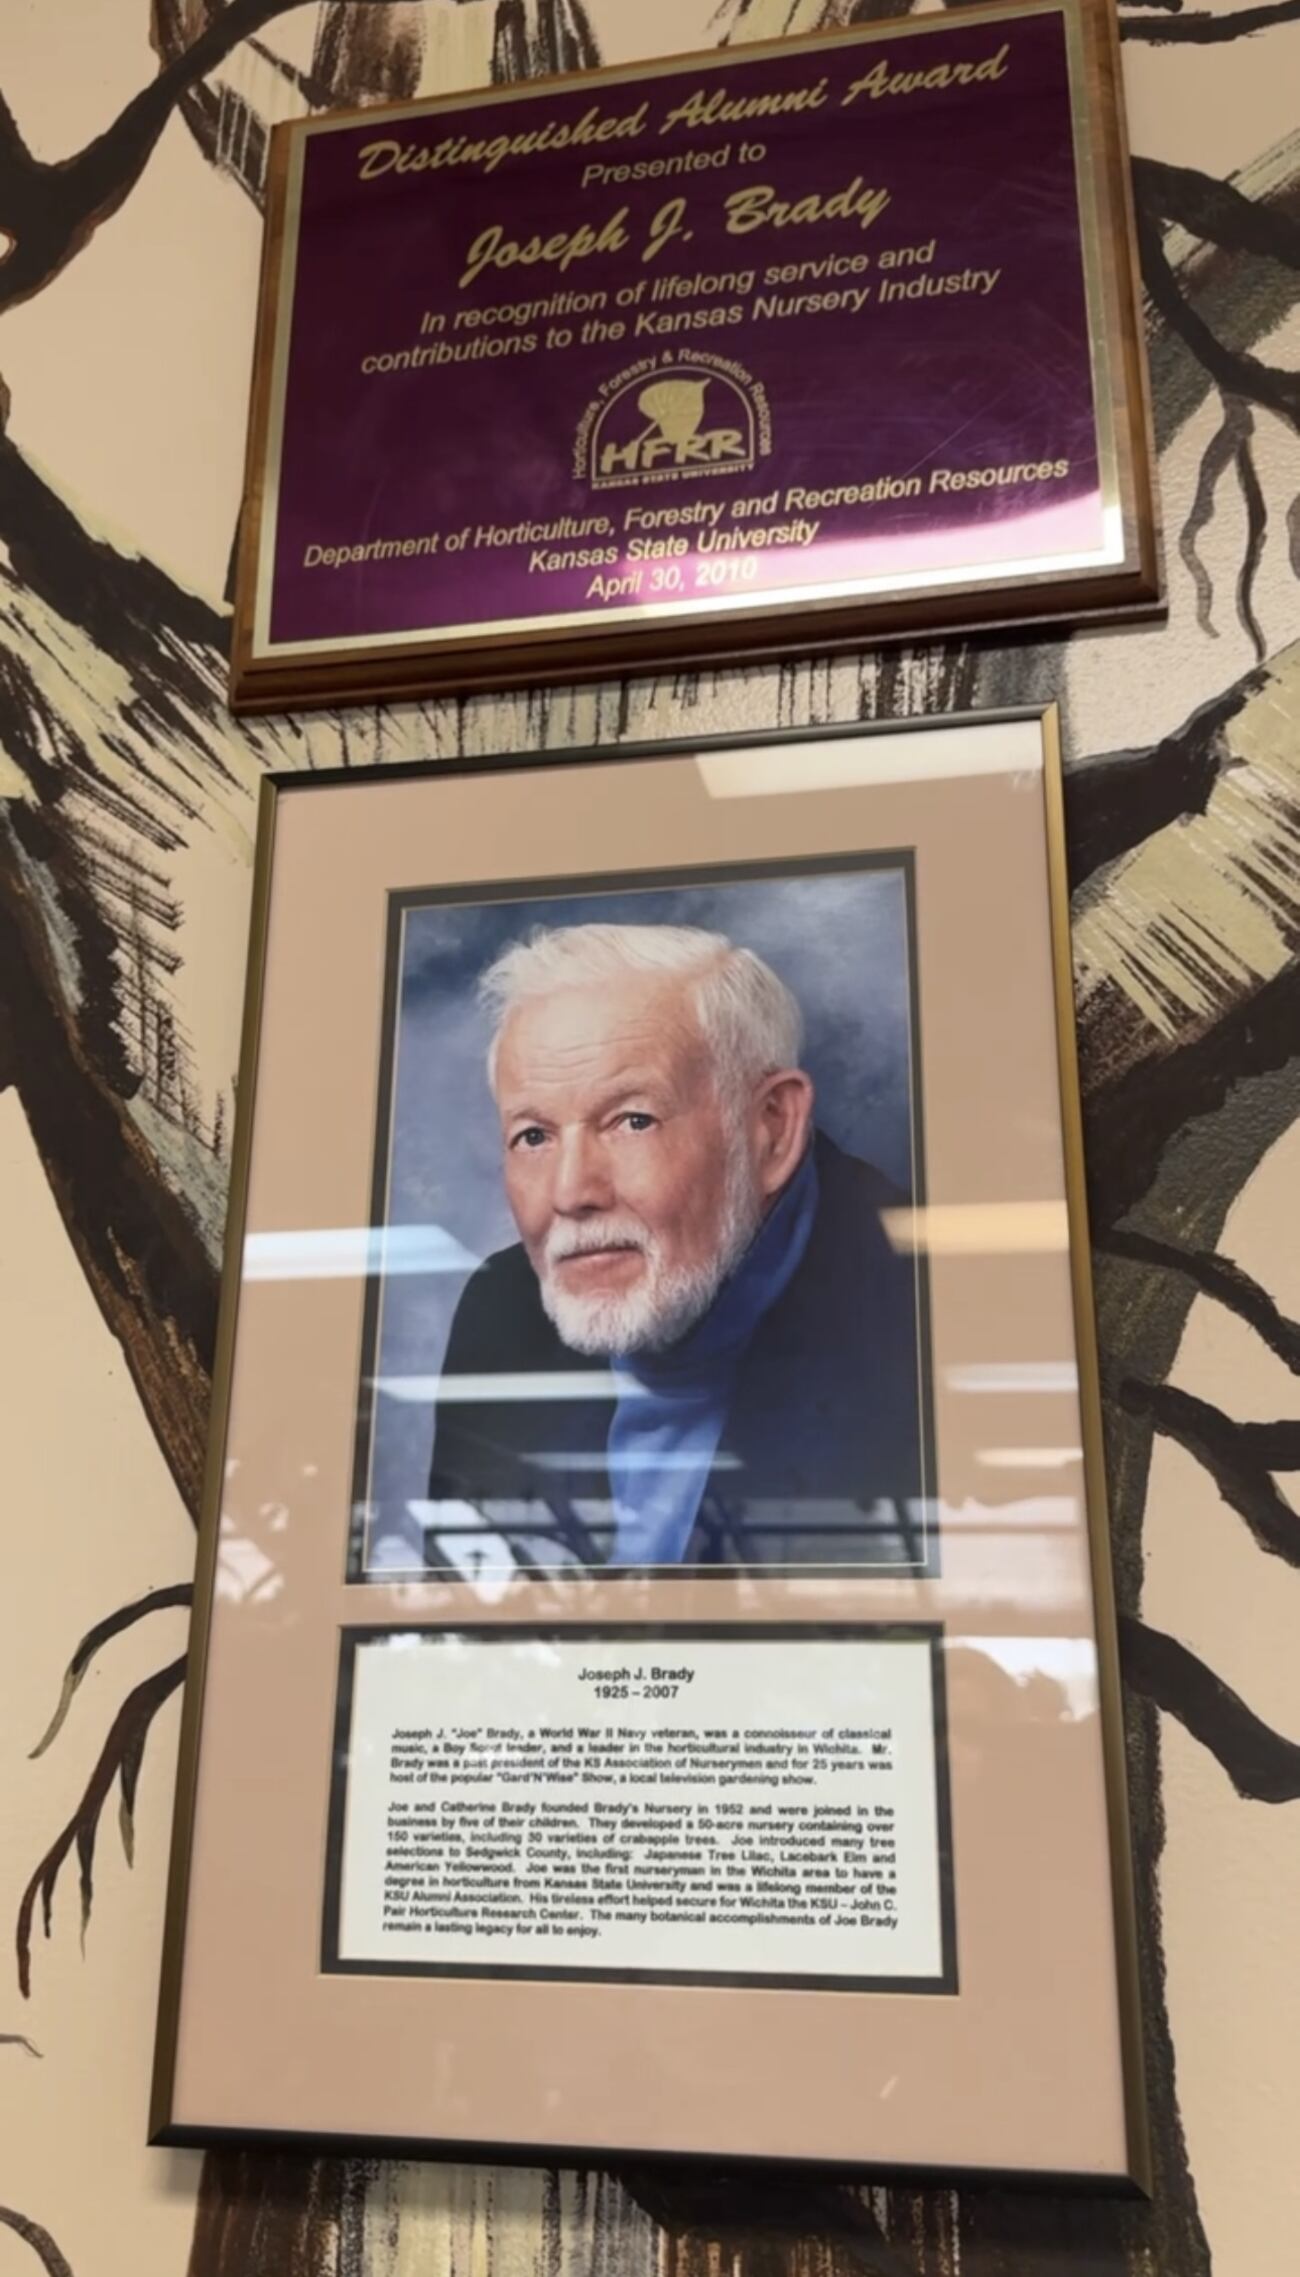 Distinguished Alumni Award
Presented to
Joseph J. Brady
In recognition of lifelong service and
contributions to the Kansas Nursery Industry
Horticulture, Forestry & Recreation Resources
HFRR
KANSAS STATE UNIVERSITY
Department of Horticulture, Forestry and Recreation Resources
Kansas State University
April 30, 2010
Joseph J. Brady
1925 – 2007
Joseph J. "Joe" Brady, a World War II Navy veteran, was a connoisseur of classical
music, a Boy Scout leader, and a leader in the horticultural industry in Wichita. Mr.
Brady was a past president of the KS Association of Nurserymen and for 25 years was
host of the popular "Gard'N'Wise" Show, a local television gardening show.
Joe and Catherine Brady founded Brady's Nursery in 1952 and were joined in the
business by five of their children. They developed a 50-acre nursery containing over
150 varieties, including 30 varieties of crabapple trees. Joe introduced many tree
selections to Sedgwick County, including: Japanese Tree Lilac, Lacebark Elm and
American Yellowwood. Joe was the first nurseryman in the Wichita area to have a
degree in horticulture from Kansas State University and was a lifelong member of the
KSU Alumni Association. His tireless effort helped secure for Wichita the KSU – John C.
Pair Horticulture Research Center. The many botanical accomplishments of Joe Brady
remain a lasting legacy for all to enjoy.